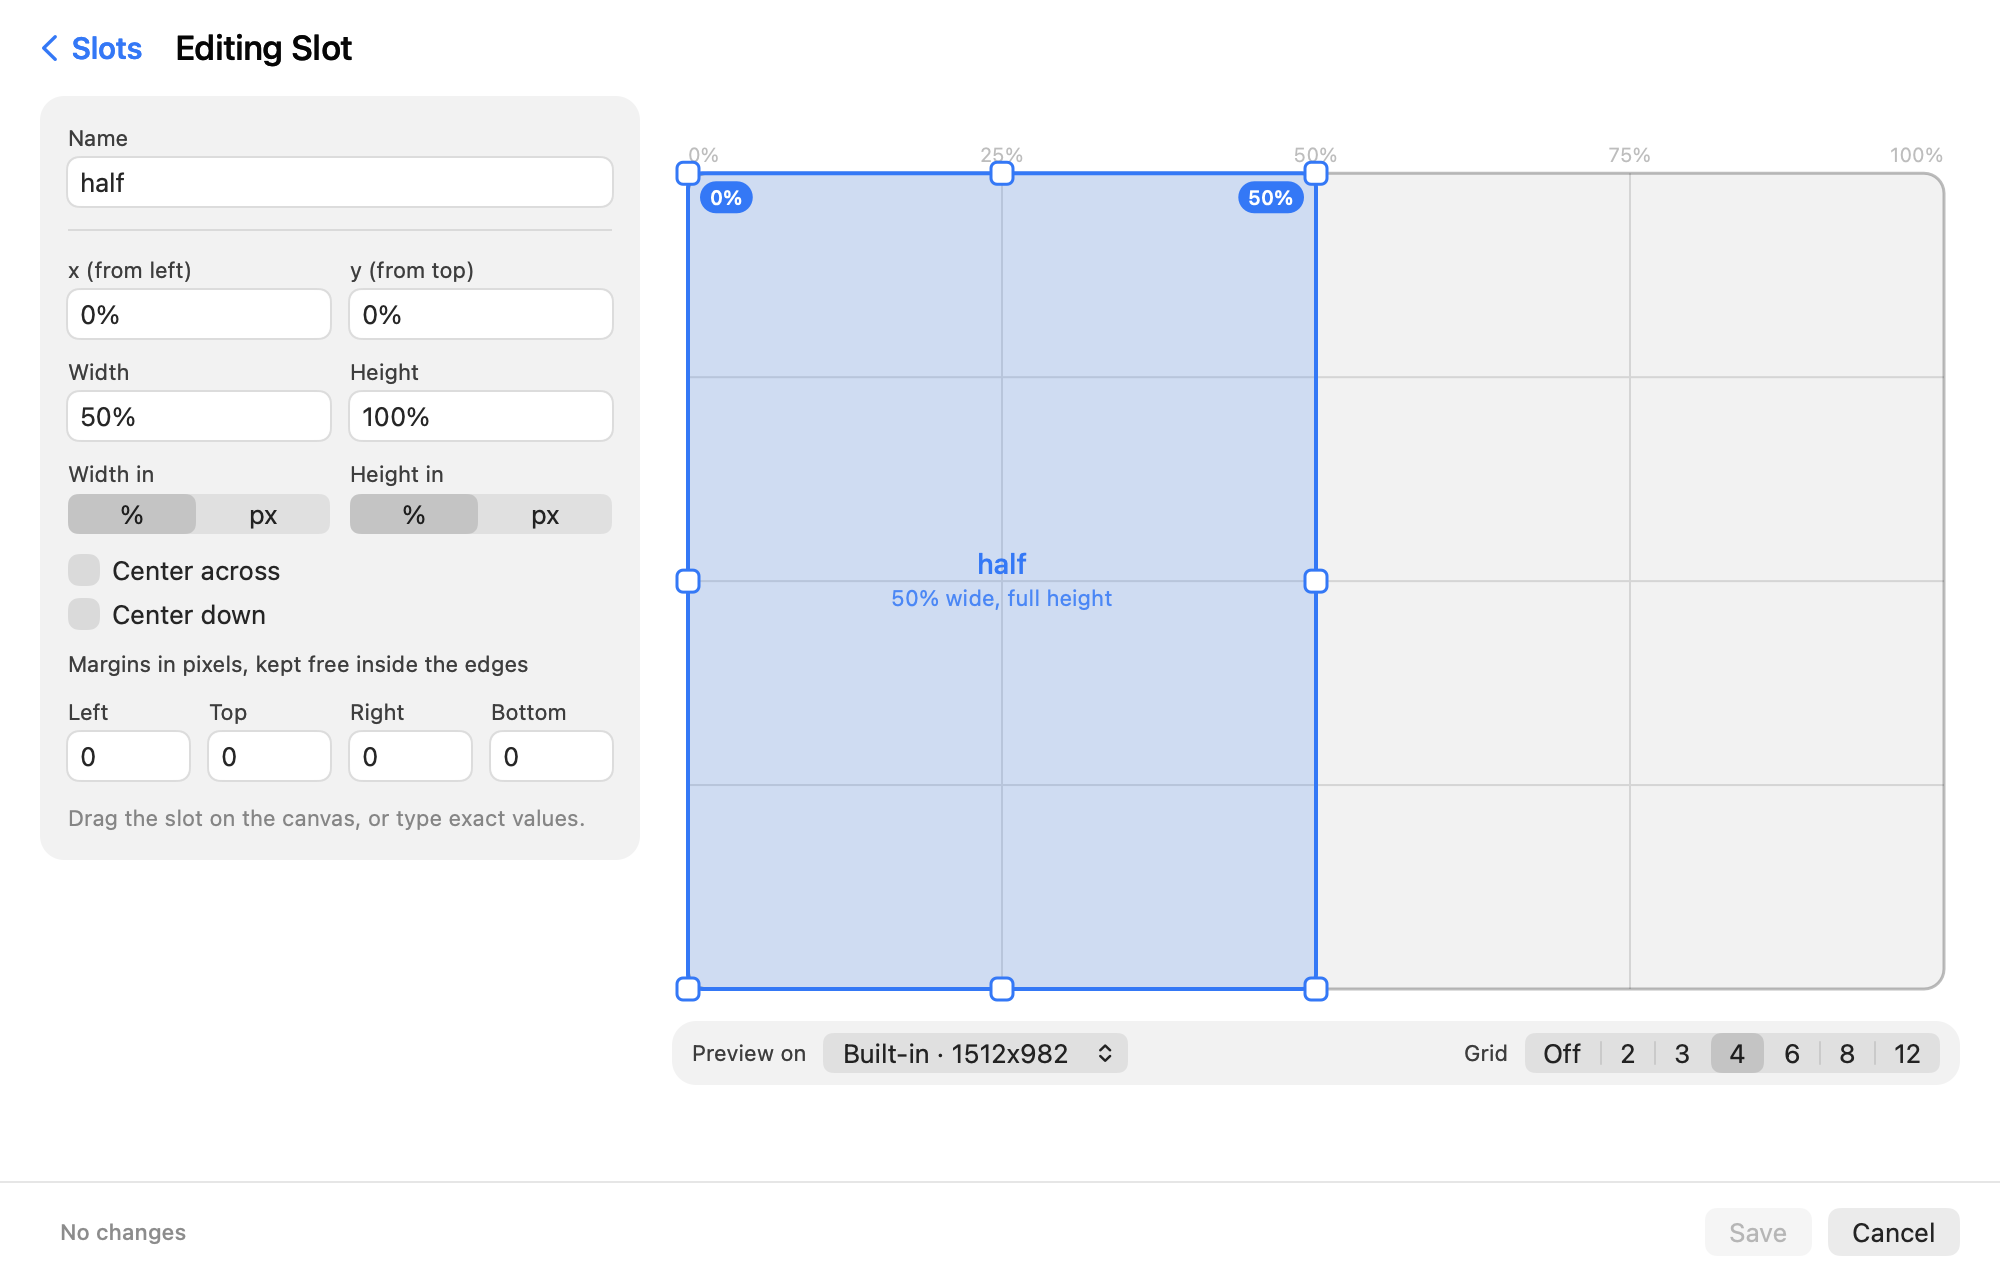 Slots Editing Slot
Name
half
x (from left) y (from top)
0% 0%
Width Height
50% 100%
Width in Height in
% px % px
Center across
Center down
Margins in pixels, kept free inside the edges
Left Top Right Bottom
0 0 0 0
Drag the slot on the canvas, or type exact values.
0% 25% 50% 75% 100%
0% 50%
half
50% wide, full height
Preview on Built-in · 1512x982 Grid Off 2 3 4 6 8 12
No changes Save Cancel